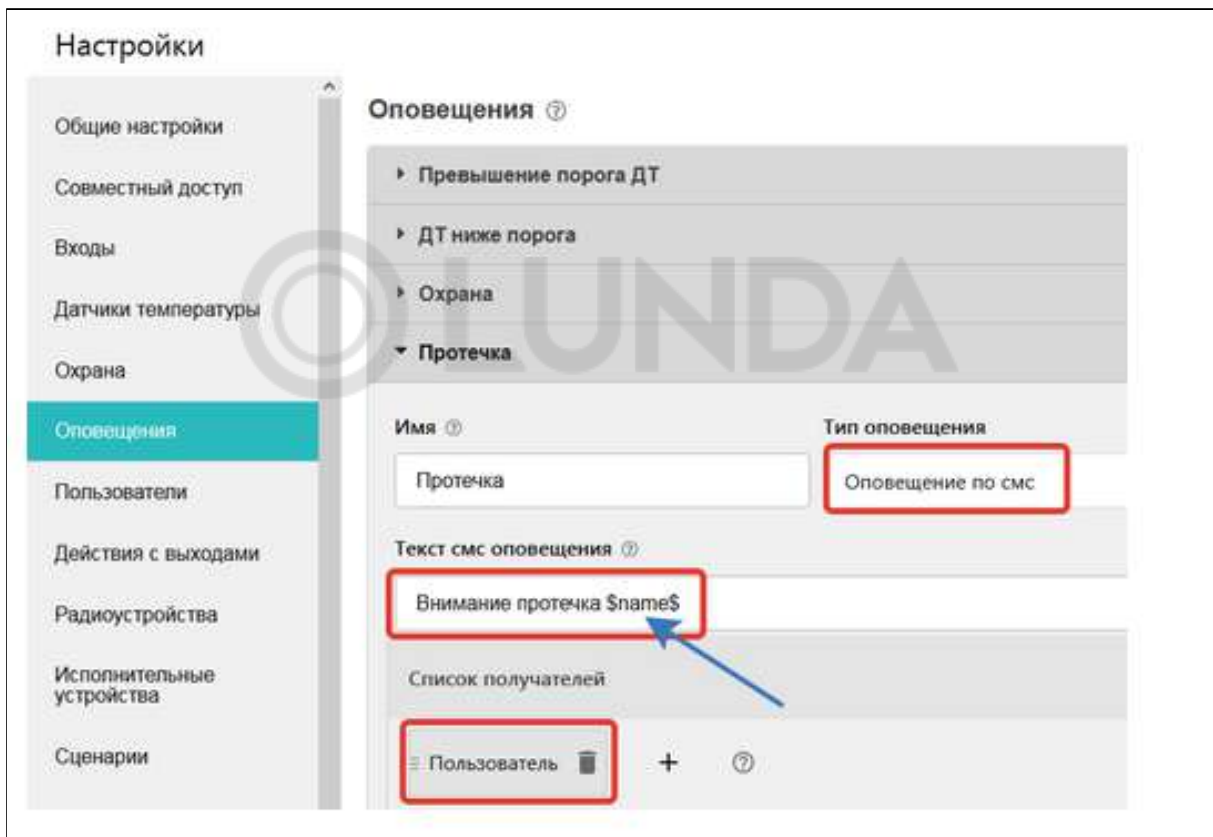 Настройки
Общие настройки
Совместный доступ
Входы
Датчики температуры
Охрана
Оповещения
Пользователи
Действия с выходами
Радиоустройства
Исполнительные
устройства
Сценарии
Оповещения
Превышение порога ДТ
ДТ ниже порога
Охрана
Протечка
Имя
Тип оповещения
Протечка
Оповещение по смс
Текст смс оповещения
Внимание протечка $name$
Список получателей
Пользователь
LUNDA